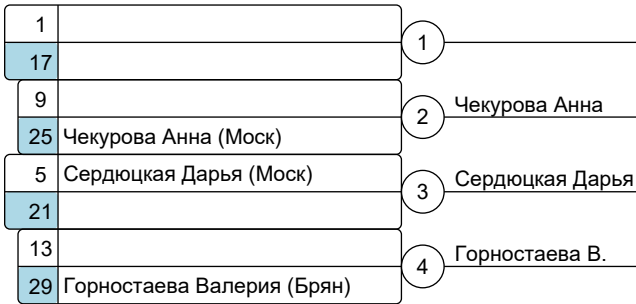 1
1
17
9
2 Чекурова Анна
25 Чекурова Анна (Моск)
5 Сердюцкая Дарья (Моск)
3 Сердюцкая Дарья
21
13
4 Горностаева В.
29 Горностаева Валерия (Брян)